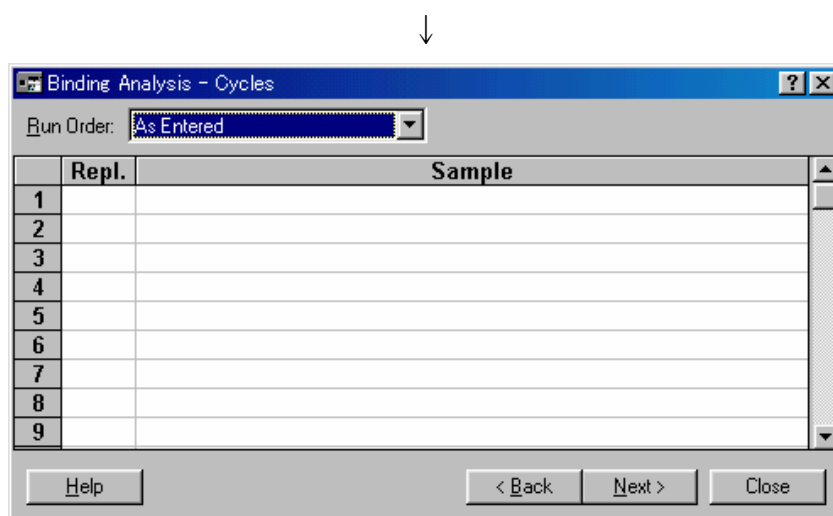 ↓
Binding Analysis - Cycles
Run Order: As Entered
Repl. Sample
1
2
3
4
5
6
7
8
9
Help < Back Next > Close